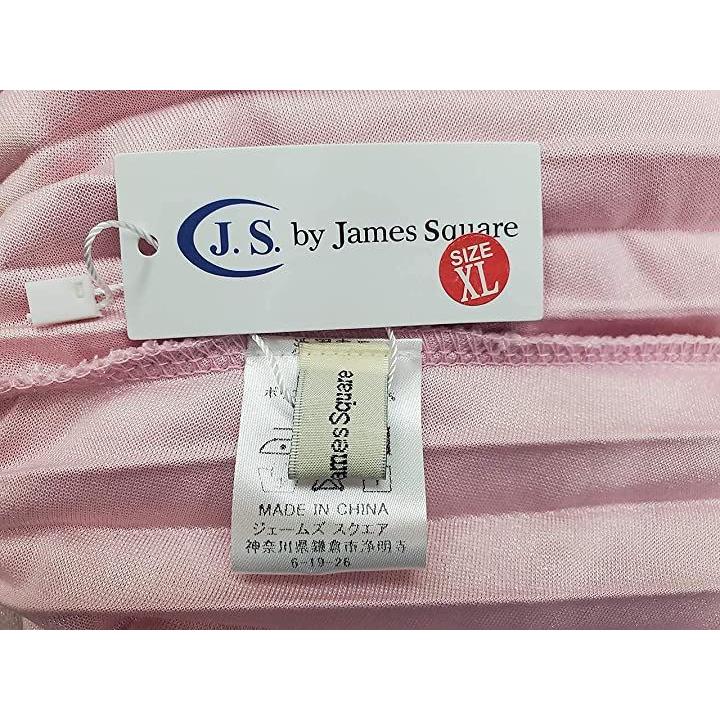 J.S. by James Square
SIZE
XL
James Square
MADE IN CHINA
ジェームズ スクエア
神奈川県鎌倉市浄明寺
6-19-26